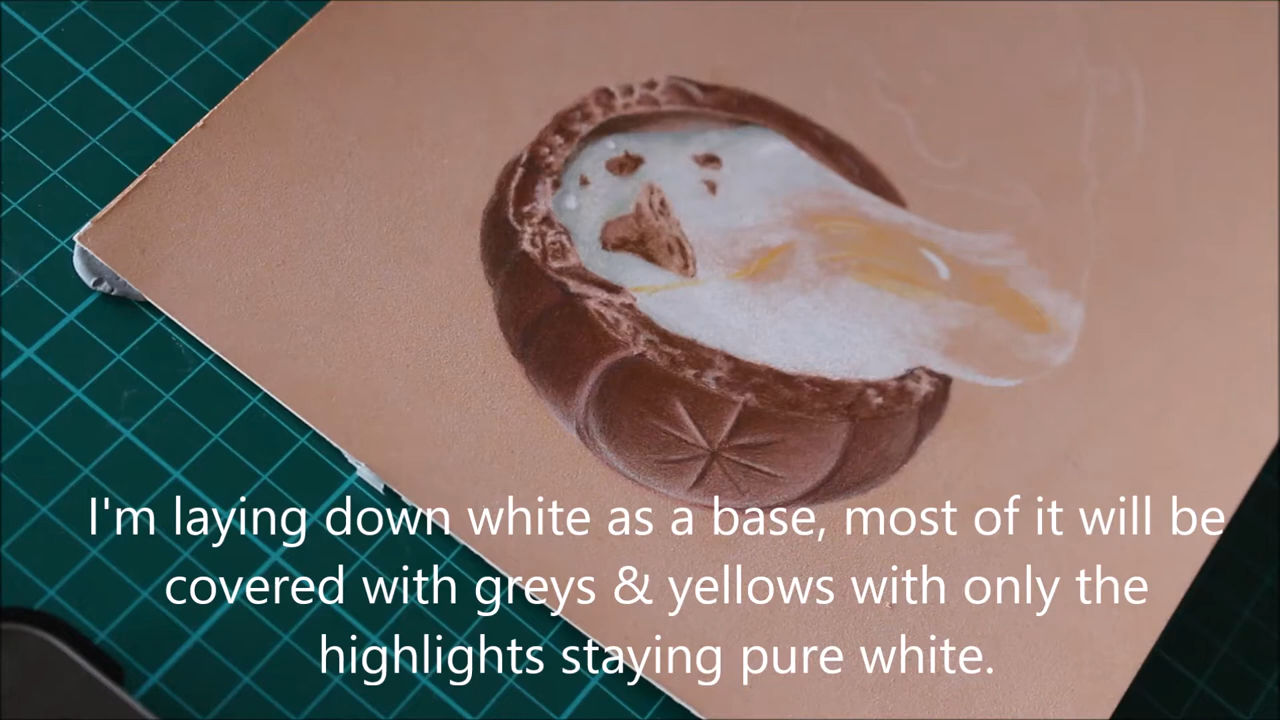 I'm laying down white as a base, most of it will be
covered with greys & yellows with only the
highlights staying pure white.